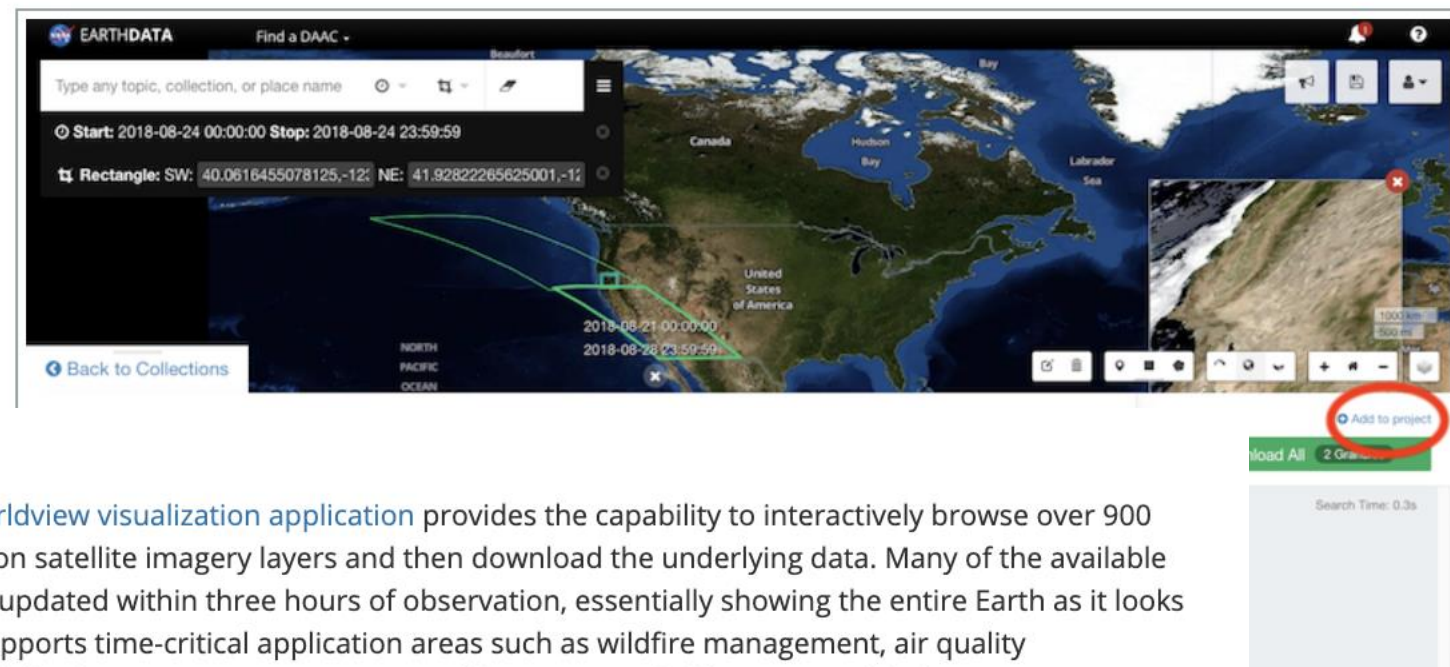 EARTHDATA
Find a DAAC
Beaufort
Bay
Type any topic, collection, or place name
Start: 2018-08-24 00:00:00 Stop: 2018-08-24 23:59:59
Canada
Hudson
Bay
Labrador
Sea
Rectangle: SW: 40.0616455078125,-12 NE: 41.92822265625001,-12
United
States
of America
2018-08-21 00:00:00
2018-08-28 23:59:59
1000 km
500 mi
NORTH
PACIFIC
OCEAN
Back to Collections
Add to project
nload All 2
Search Time: 0.3s
rldview visualization application provides the capability to interactively browse over 900
on satellite imagery layers and then download the underlying data. Many of the available
updated within three hours of observation, essentially showing the entire Earth as it looks
pports time-critical application areas such as wildfire management, air quality